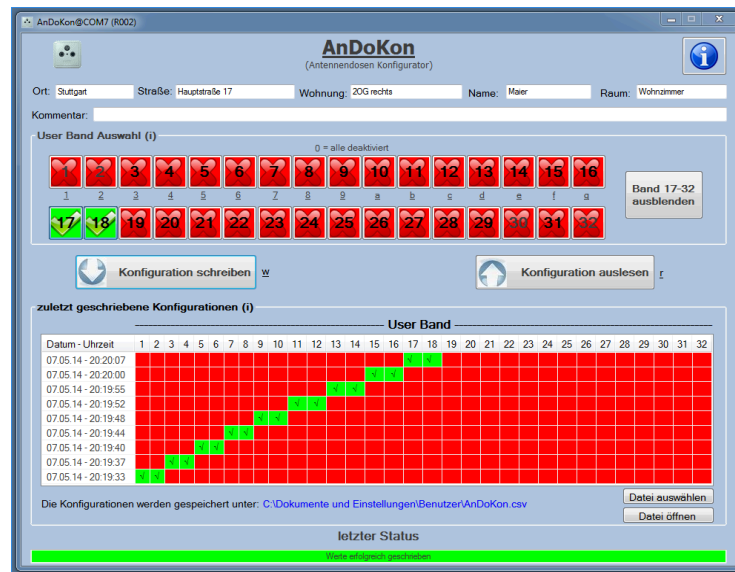 AnDoKon@COM7 (R002)
AnDoKon
(Antennendosen Konfigurator)
Ort: Stuttgart Straße: Hauptstraße 17 Wohnung: 2OG rechts Name: Maier Raum: Wohnzimmer
Kommentar:
User Band Auswahl (i)
0 = alle deaktiviert
1 2 3 4 5 6 7 8 9 10 11 12 13 14 15 16
1 2 3 4 5 6 7 8 9 a b c d e f g
Band 17-32
ausblenden
17 18 19 20 21 22 23 24 25 26 27 28 29 30 31 32
Konfiguration schreiben w
Konfiguration auslesen r
zuletzt geschriebene Konfigurationen (i)
User Band
Datum - Uhrzeit 1 2 3 4 5 6 7 8 9 10 11 12 13 14 15 16 17 18 19 20 21 22 23 24 25 26 27 28 29 30 31 32
07.05.14 - 20:20:07 √ √
07.05.14 - 20:20:00 √ √
07.05.14 - 20:19:55 √ √
07.05.14 - 20:19:52 √ √
07.05.14 - 20:19:48 √ √
07.05.14 - 20:19:44 √ √
07.05.14 - 20:19:40 √ √
07.05.14 - 20:19:37 √ √
07.05.14 - 20:19:33 √ √
Die Konfigurationen werden gespeichert unter: C:\Dokumente und Einstellungen\Benutzer\AnDoKon.csv
Datei auswählen
Datei öffnen
letzter Status
Werte erfolgreich geschrieben